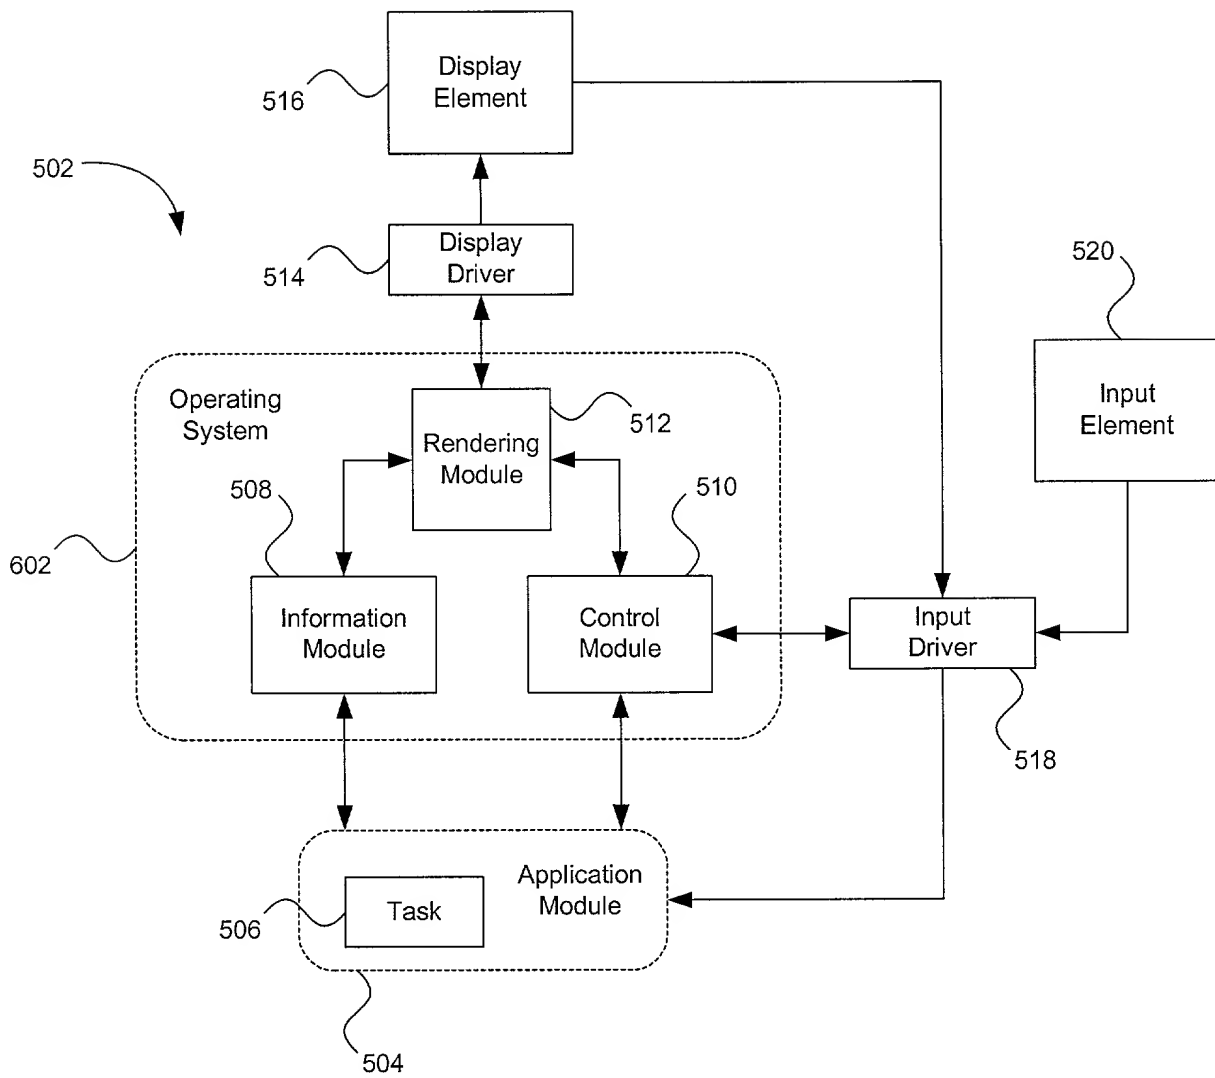 Display
Element
516
502
Display
Driver
514
520
Operating
System
512
Input
Element
Rendering
Module
508
510
602
Information
Module
Control
Module
Input
Driver
518
Application
Module
Task
506
504